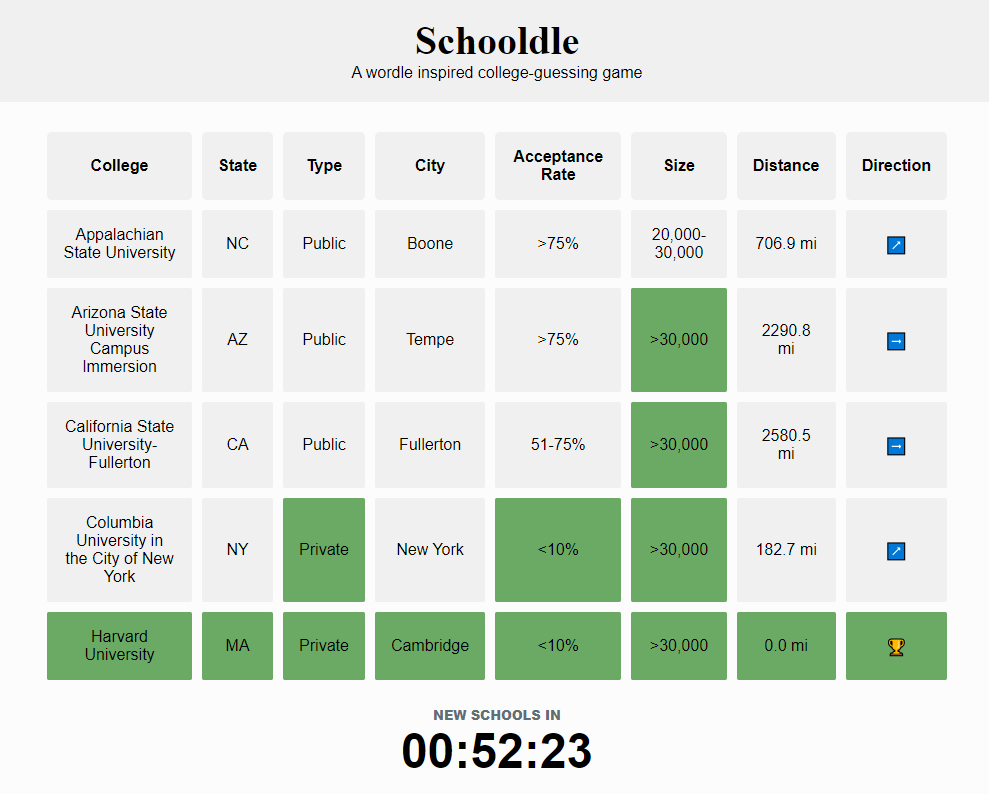 Schooldle
A wordle inspired college-guessing game
College
State
Type
City
Acceptance
Rate
Size
Distance
Direction
Appalachian
State University
NC
Public
Boone
>75%
20,000-
30,000
706.9 mi
Arizona State
University
Campus
Immersion
AZ
Public
Tempe
>75%
>30,000
2290.8
mi
California State
University-
Fullerton
CA
Public
Fullerton
51-75%
>30,000
2580.5
mi
Columbia
University in
the City of New
York
NY
Private
New York
<10%
>30,000
182.7 mi
Harvard
University
MA
Private
Cambridge
<10%
>30,000
0.0 mi
NEW SCHOOLS IN
00:52:23